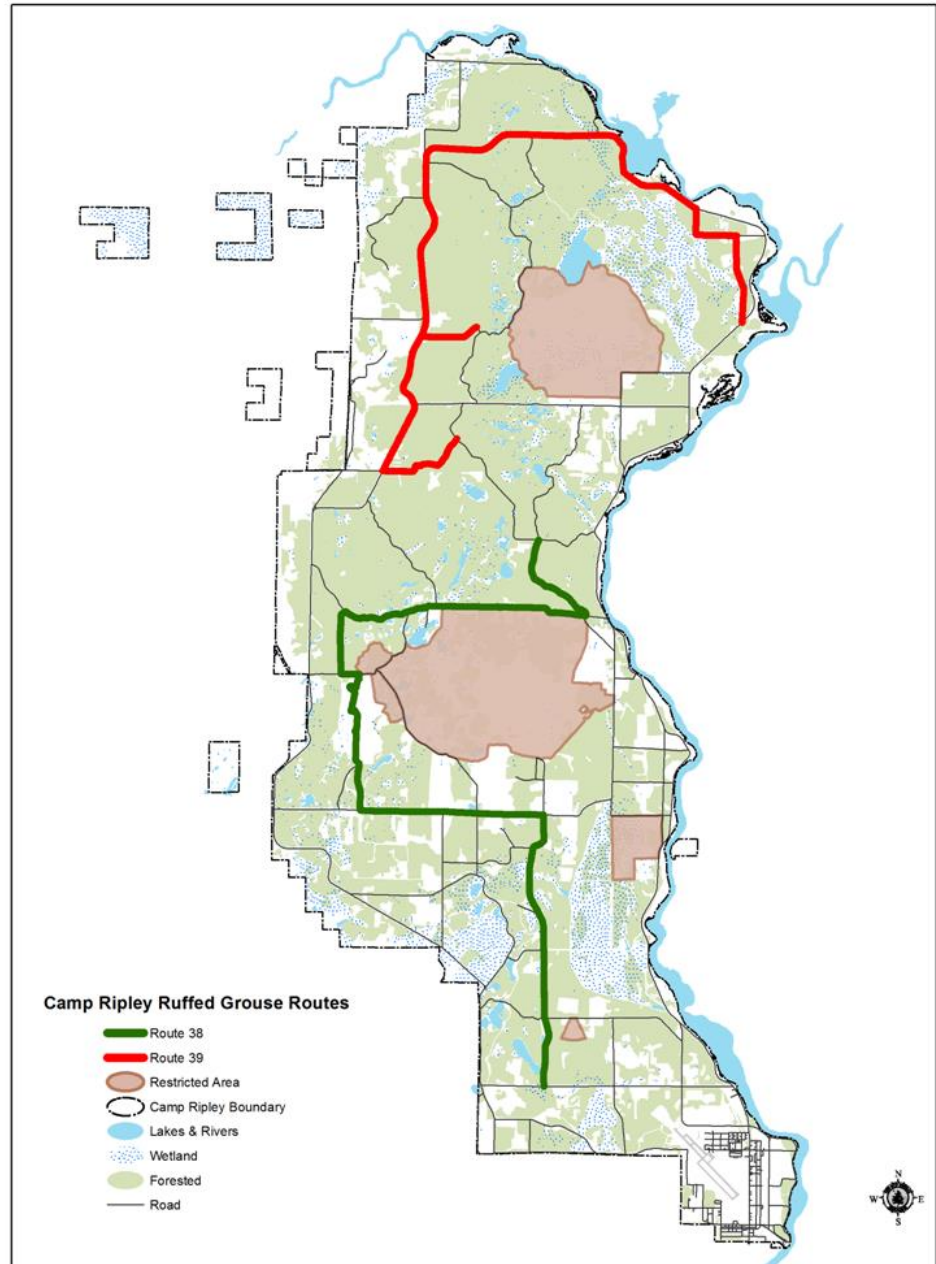 Camp Ripley Ruffed Grouse Routes
Route 38
Route 39
Restricted Area
Camp Ripley Boundary
Lakes & Rivers
Wetland
Forested
Road
N
W E
S